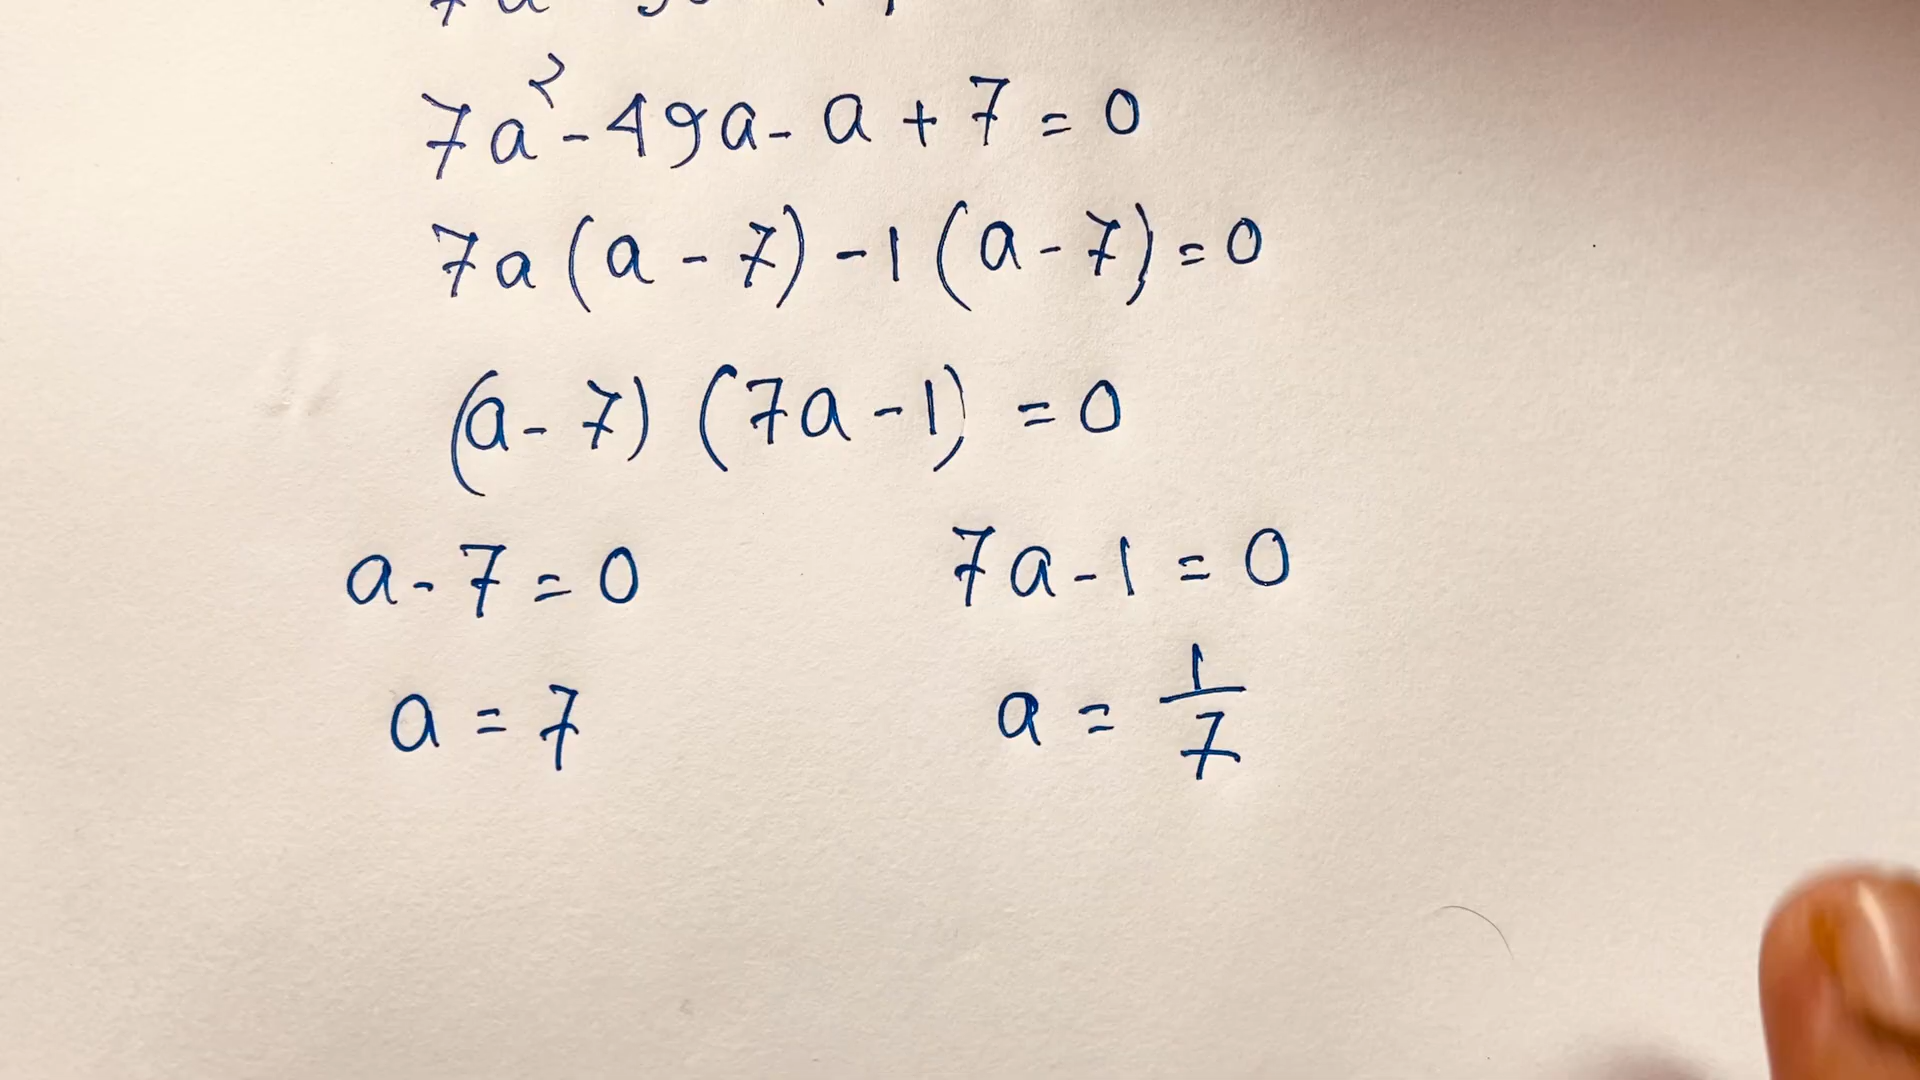 7a² - 49a - a + 7 = 0
7a (a - 7) - 1 (a - 7) = 0
(a - 7) (7a - 1) = 0
a - 7 = 0 7a - 1 = 0
a = 7 a = 1/7